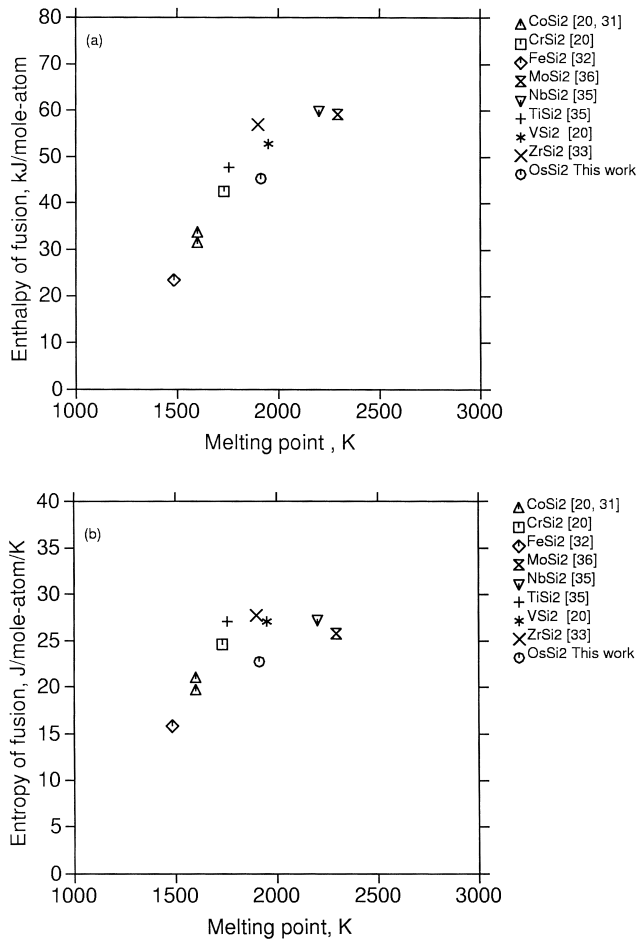 80
70
60
50
40
30
20
10
0
Enthalpy of fusion, kJ/mole-atom
(a)
1000 1500 2000 2500 3000
Melting point , K
CoSi2 [20, 31]
CrSi2 [20]
FeSi2 [32]
MoSi2 [36]
NbSi2 [35]
TiSi2 [35]
VSi2 [20]
ZrSi2 [33]
OsSi2 This work
40
35
30
25
20
15
10
5
0
Entropy of fusion, J/mole-atom/K
(b)
1000 1500 2000 2500 3000
Melting point, K
CoSi2 [20, 31]
CrSi2 [20]
FeSi2 [32]
MoSi2 [36]
NbSi2 [35]
TiSi2 [35]
VSi2 [20]
ZrSi2 [33]
OsSi2 This work